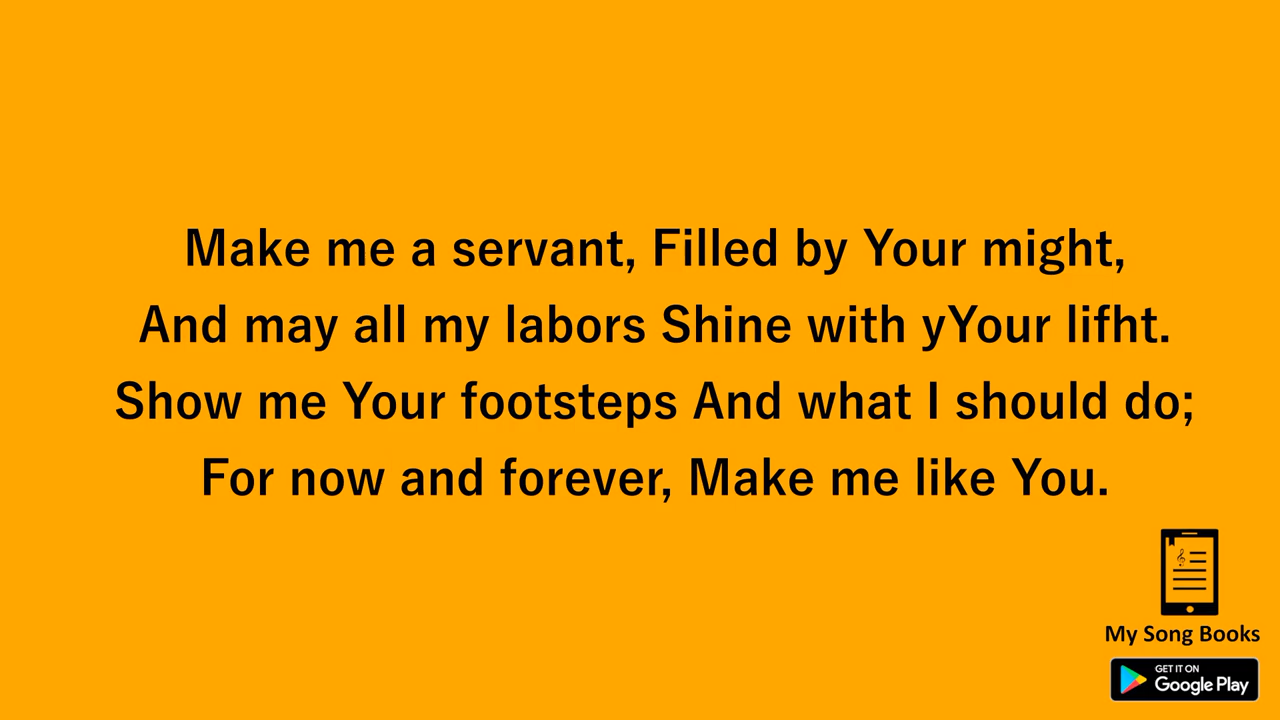 Make me a servant, Filled by Your might,
And may all my labors Shine with yYour lifht.
Show me Your footsteps And what I should do;
For now and forever, Make me like You.
My Song Books
GET IT ON
Google Play